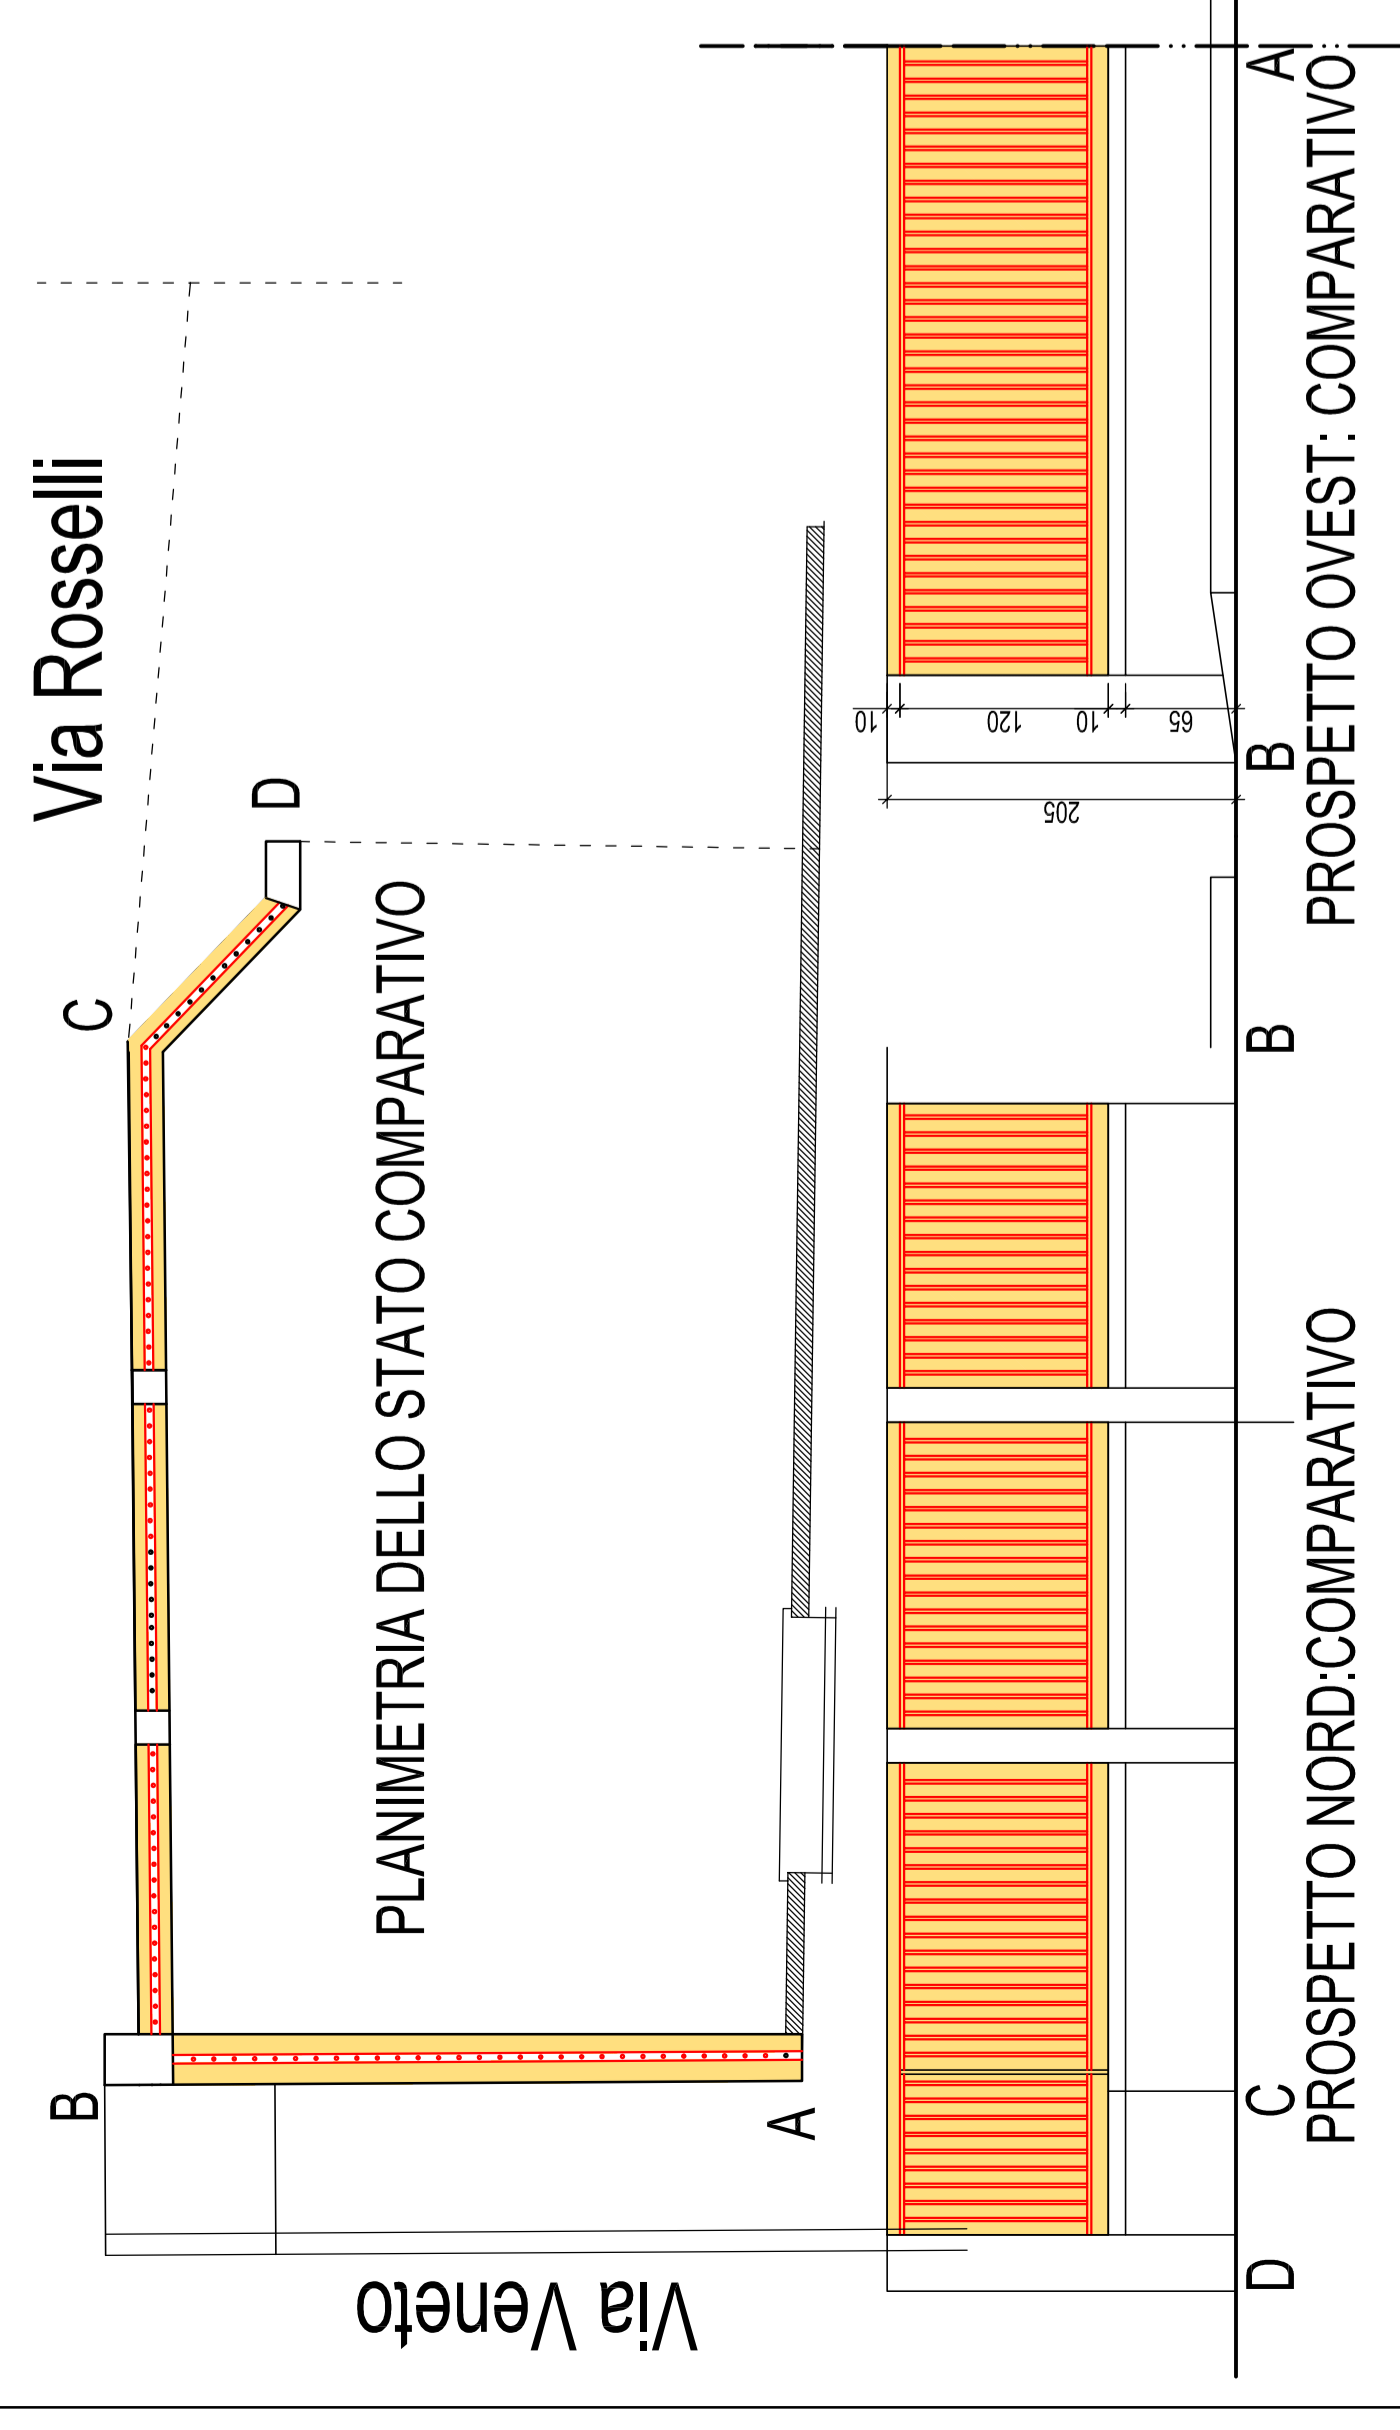 Via Rosselli
C
D
PLANIMETRIA DELLO STATO COMPARATIVO
B
A
Via Veneto
10
120
10
65
205
D
C
B
PROSPETTO NORD:COMPARATIVO
B
A
PROSPETTO OVEST: COMPARATIVO